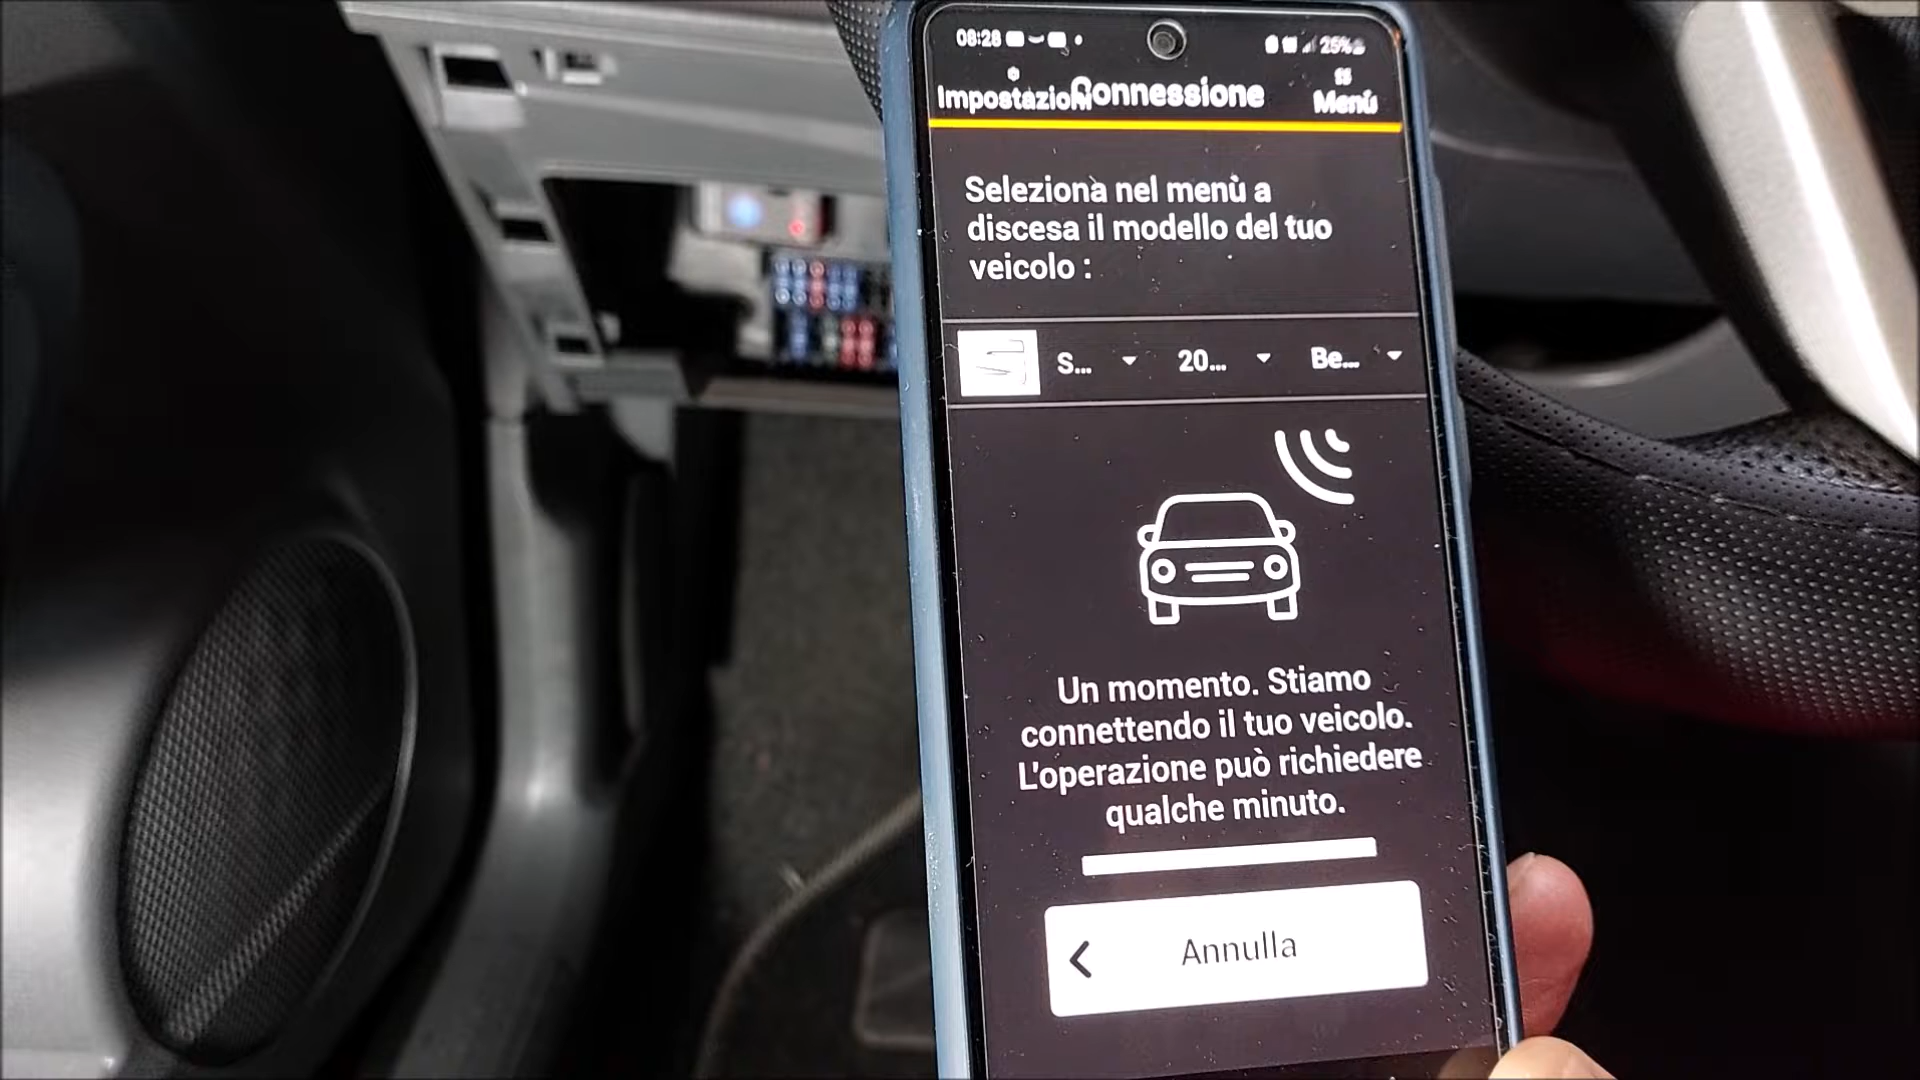 08:28
25%
Impostazioni
Connessione
Menù
Seleziona nel menù a
discesa il modello del tuo
veicolo :
S...
20...
Be...
Un momento. Stiamo
connettendo il tuo veicolo.
L'operazione può richiedere
qualche minuto.
Annulla